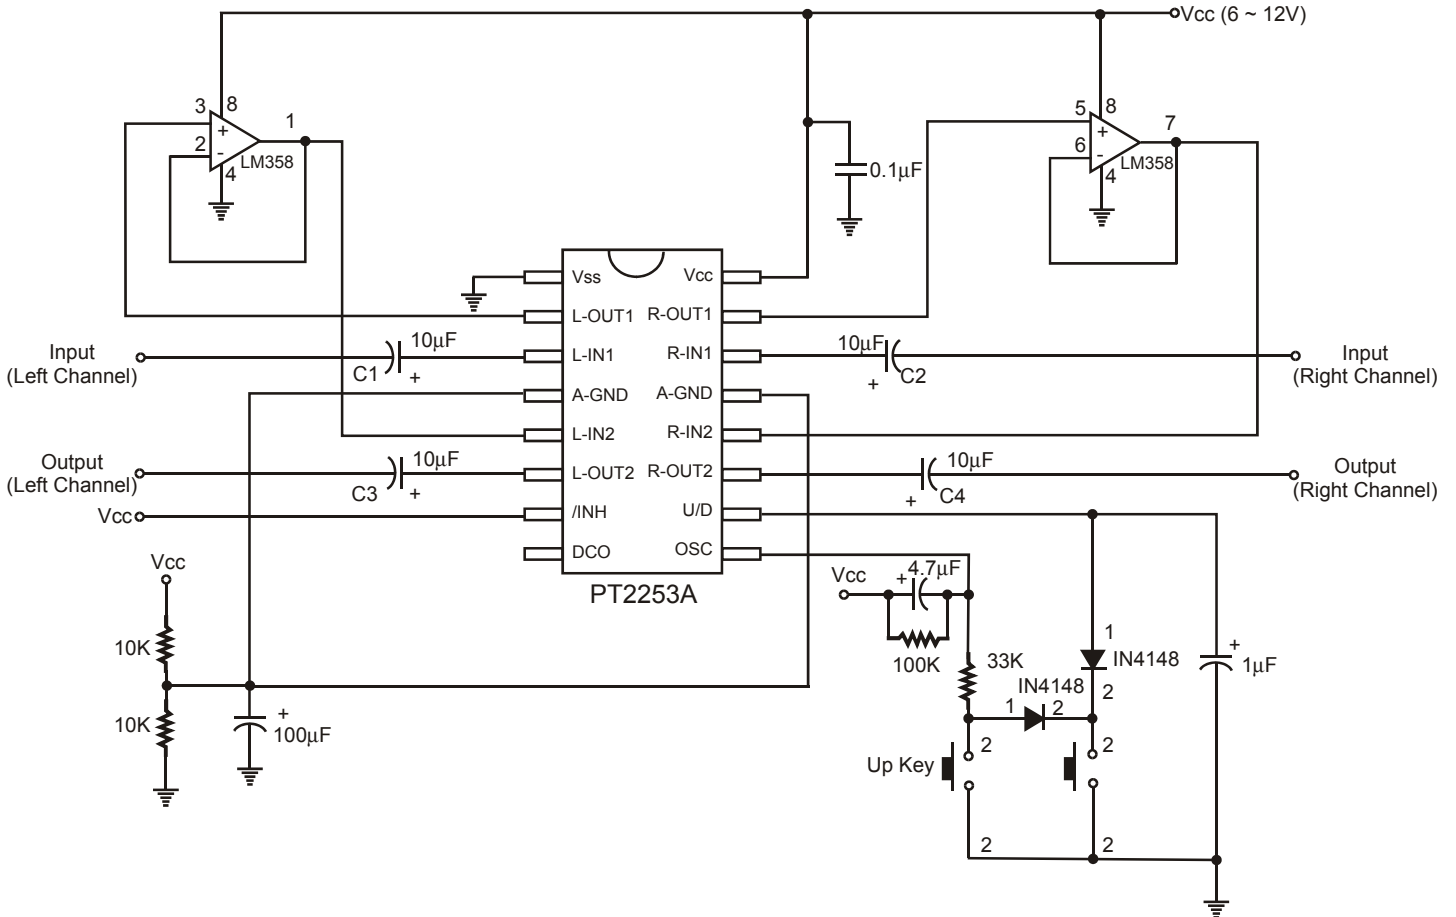 Vcc (6 ~ 12V)
3
8
+
2
-
1
LM358
4
5
8
+
6
-
7
LM358
4
0.1µF
Vss
Vcc
L-OUT1
R-OUT1
Input
(Left Channel)
10µF
C1
+
L-IN1
R-IN1
10µF
+
C2
Input
(Right Channel)
A-GND
A-GND
L-IN2
R-IN2
Output
(Left Channel)
10µF
C3
+
L-OUT2
R-OUT2
10µF
+
C4
Output
(Right Channel)
Vcc
/INH
U/D
DCO
OSC
PT2253A
Vcc
10K
10K
+
100µF
Vcc
+
4.7µF
100K
33K
1
IN4148
2
+
1µF
IN4148
1
2
Up Key
2
2
2
2